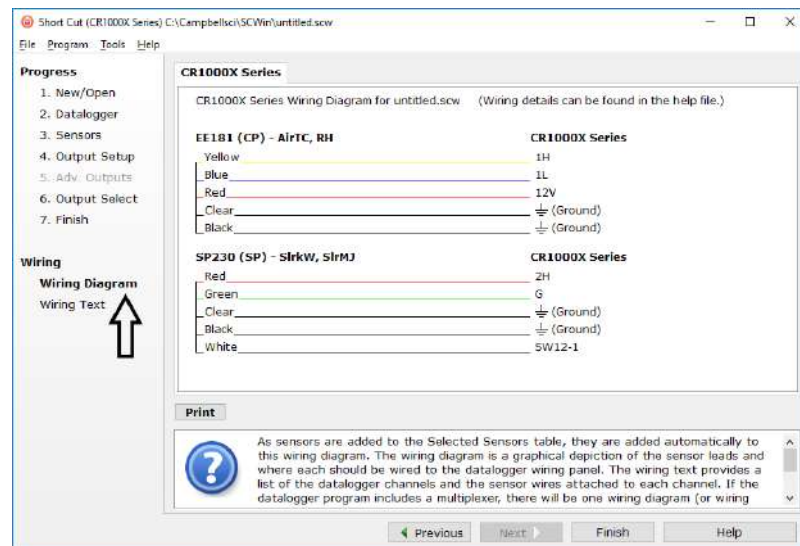 Short Cut (CR1000X Series) C:\Campbellsci\SCWin\untitled.scw
File Program Tools Help
Progress
1. New/Open
2. Datalogger
3. Sensors
4. Output Setup
5. Adv. Outputs
6. Output Select
7. Finish
Wiring
Wiring Diagram
Wiring Text
CR1000X Series
CR1000X Series Wiring Diagram for untitled.scw (Wiring details can be found in the help file.)
EE181 (CP) - AirTC, RH CR1000X Series
Yellow 1H
Blue 1L
Red 12V
Clear (Ground)
Black (Ground)
SP230 (SP) - SlrkW, SlrMJ CR1000X Series
Red 2H
Green G
Clear (Ground)
Black (Ground)
White SW12-1
Print
As sensors are added to the Selected Sensors table, they are added automatically to
this wiring diagram. The wiring diagram is a graphical depiction of the sensor leads and
where each should be wired to the datalogger wiring panel. The wiring text provides a
list of the datalogger channels and the sensor wires attached to each channel. If the
datalogger program includes a multiplexer, there will be one wiring diagram (or wiring
Previous Next Finish Help